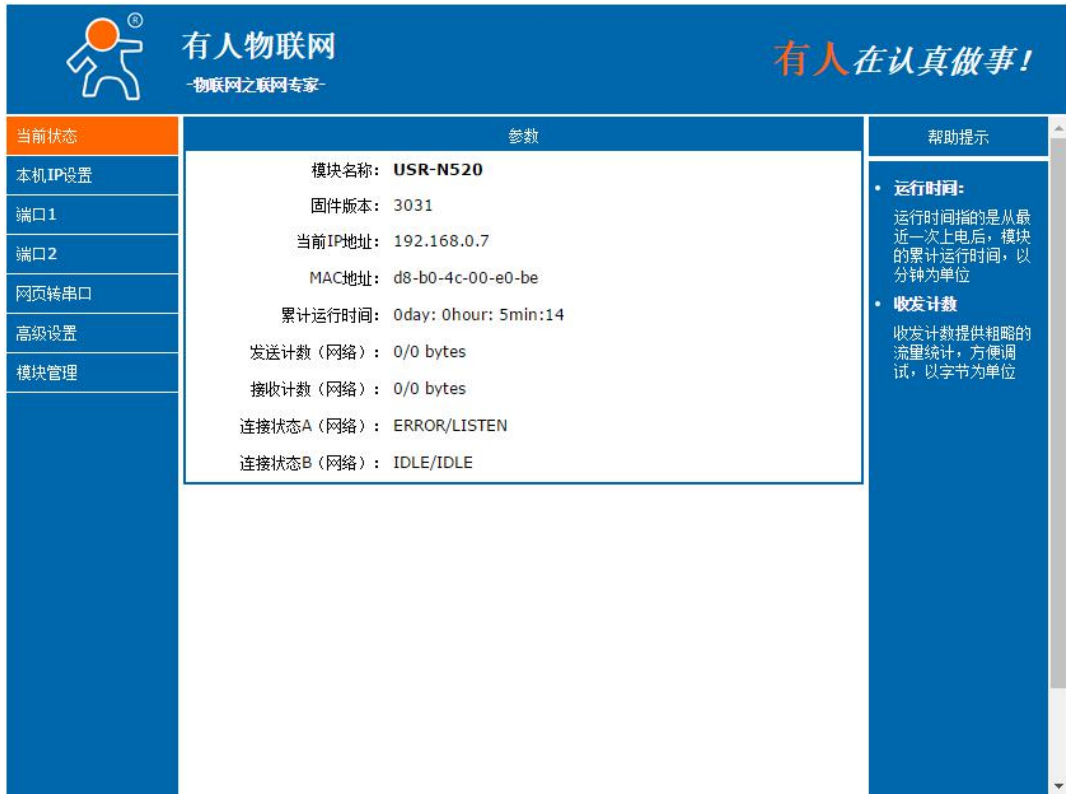 ®
有人物联网
-物联网之联网专家-
有人在认真做事!
当前状态
本机IP设置
端口1
端口2
网页转串口
高级设置
模块管理
参数
模块名称: USR-N520
固件版本: 3031
当前IP地址: 192.168.0.7
MAC地址: d8-b0-4c-00-e0-be
累计运行时间: 0day: 0hour: 5min:14
发送计数（网络）: 0/0 bytes
接收计数（网络）: 0/0 bytes
连接状态A（网络）: ERROR/LISTEN
连接状态B（网络）: IDLE/IDLE
帮助提示
• 运行时间:
运行时间指的是从最
近一次上电后，模块
的累计运行时间，以
分钟为单位
• 收发计数
收发计数提供粗略的
流量统计，方便调
试，以字节为单位